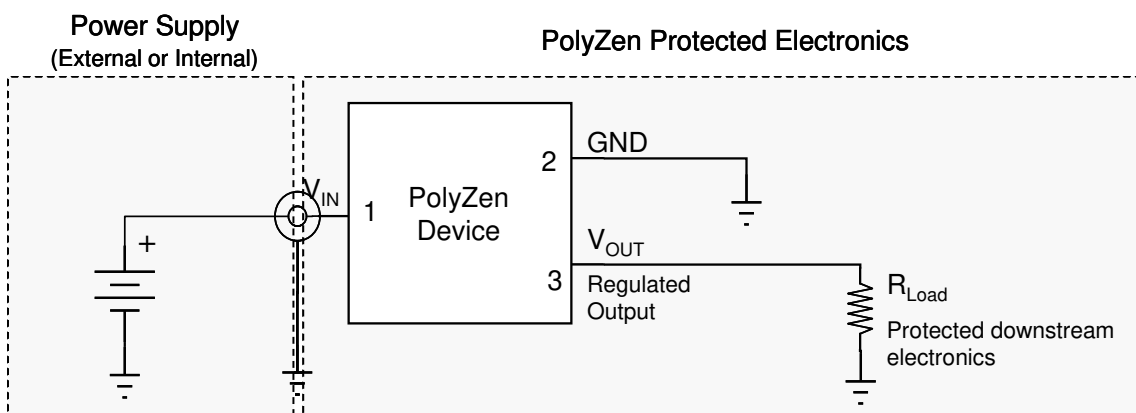 Power Supply
(External or Internal)
PolyZen Protected Electronics
+
VIN
1
PolyZen
Device
2
GND
3
VOUT
Regulated
Output
RLoad
Protected downstream
electronics